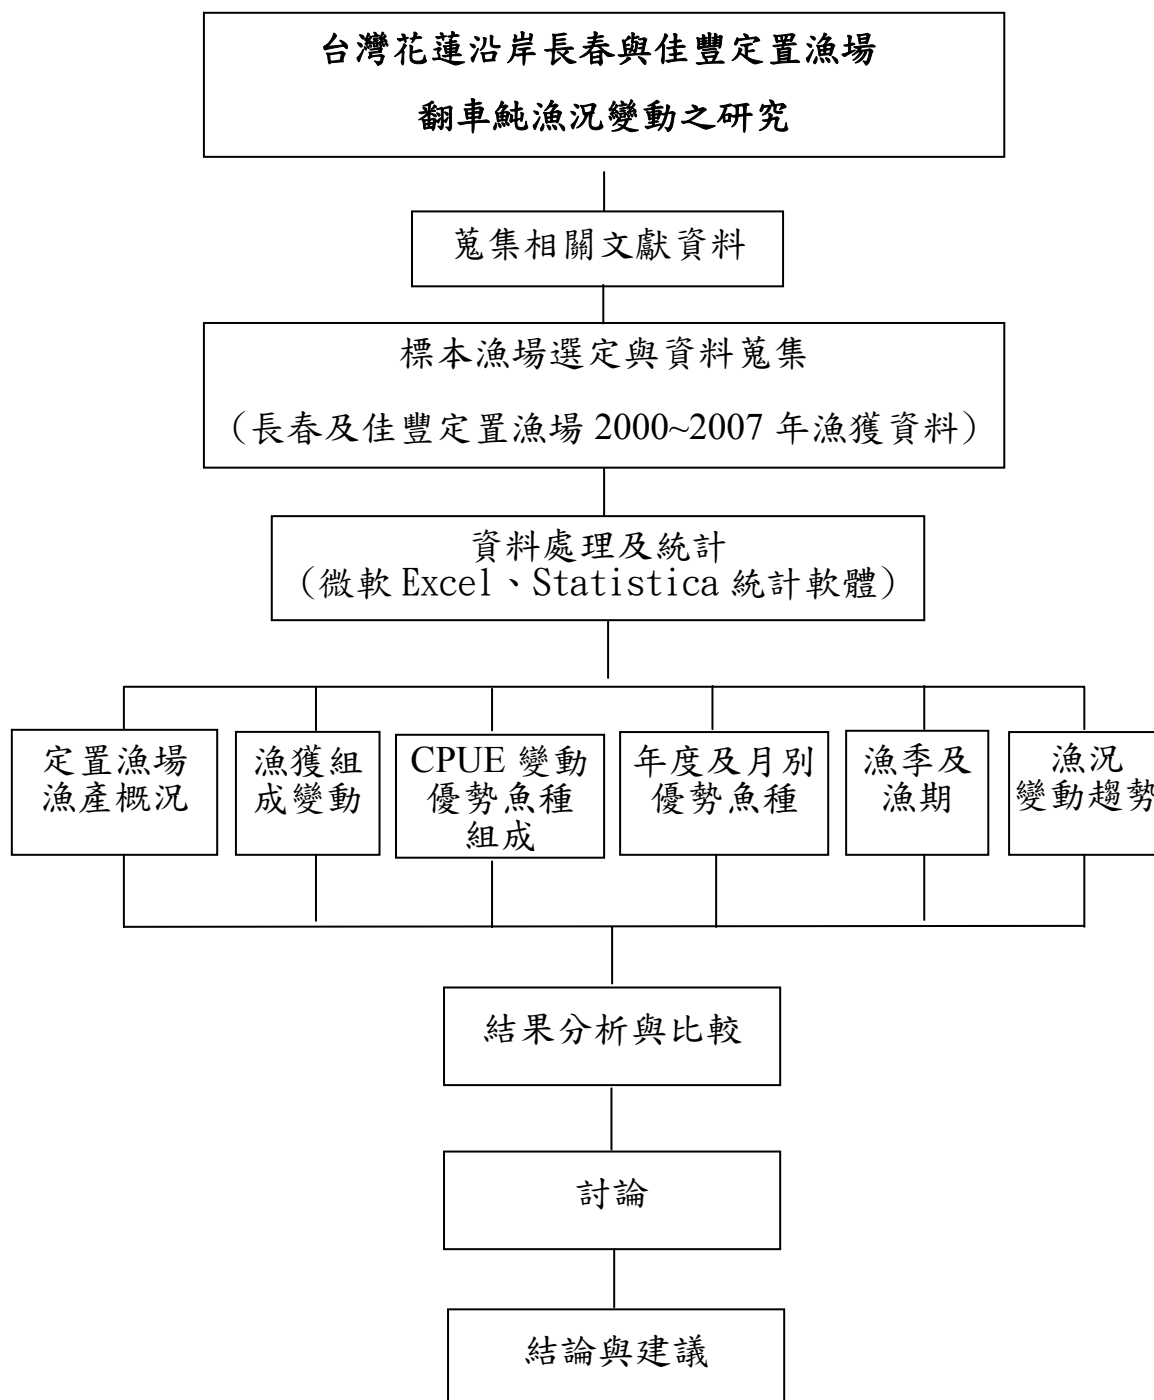 台灣花蓮沿岸長春與佳豐定置漁場
翻車魨漁況變動之研究
蒐集相關文獻資料
標本漁場選定與資料蒐集
（長春及佳豐定置漁場 2000~2007 年漁獲資料）
資料處理及統計
（微軟 Excel、Statistica 統計軟體）
定置漁場
漁產概況
漁獲組
成變動
CPUE 變動
優勢魚種
組成
年度及月別
優勢魚種
漁季及
漁期
漁況
變動趨勢
結果分析與比較
討論
結論與建議